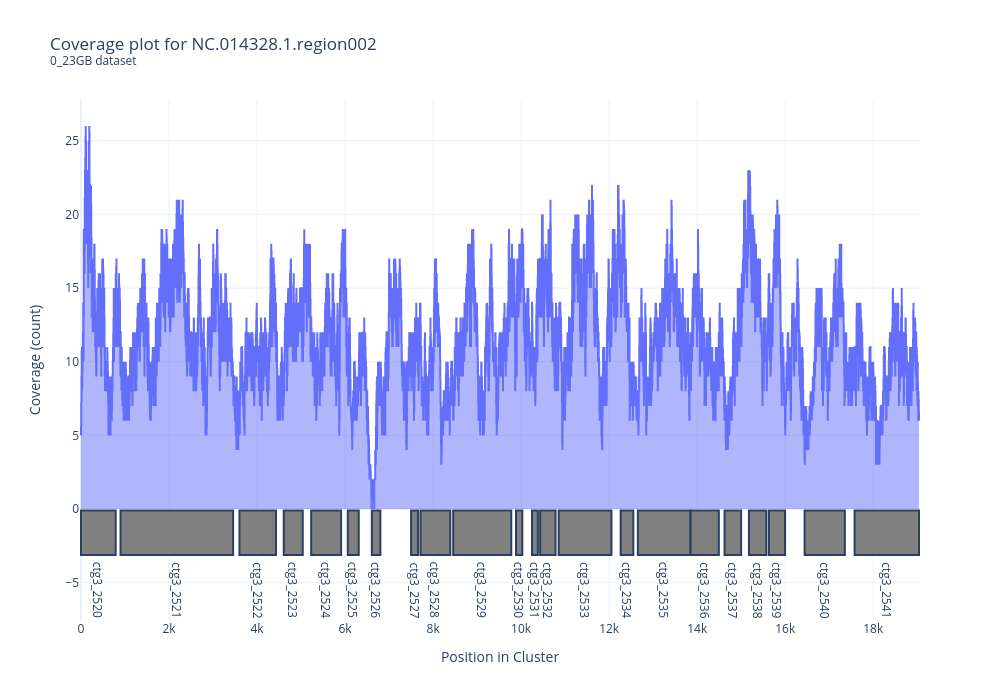 Coverage plot for NC.014328.1.region002
0_23GB dataset
25
20
15
10
5
0
−5
Coverage (count)
ctg3_2520
ctg3_2521
ctg3_2522
ctg3_2523
ctg3_2524
ctg3_2525
ctg3_2526
ctg3_2527
ctg3_2528
ctg3_2529
ctg3_2530
ctg3_2531
ctg3_2532
ctg3_2533
ctg3_2534
ctg3_2535
ctg3_2536
ctg3_2537
ctg3_2538
ctg3_2539
ctg3_2540
ctg3_2541
0 2k 4k 6k 8k 10k 12k 14k 16k 18k
Position in Cluster